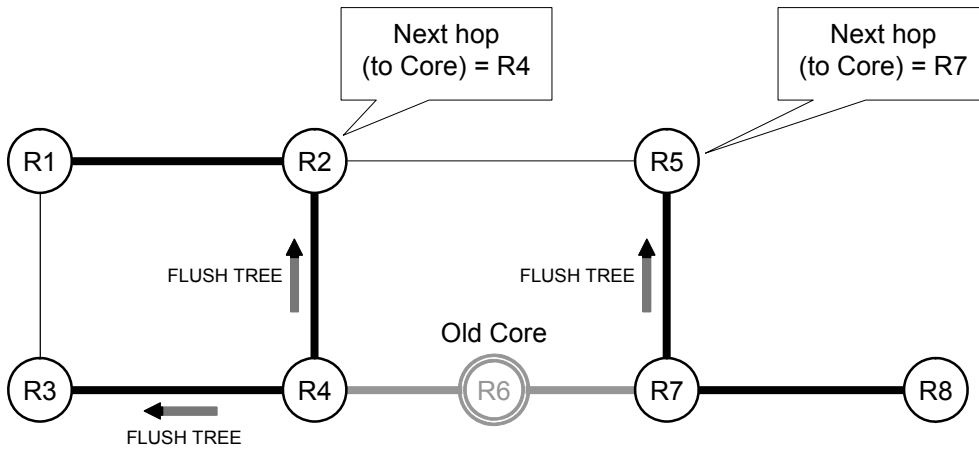 Next hop
(to Core) = R4
Next hop
(to Core) = R7
R1
R2
R5
FLUSH TREE
FLUSH TREE
Old Core
R3
R4
R6
R7
R8
FLUSH TREE